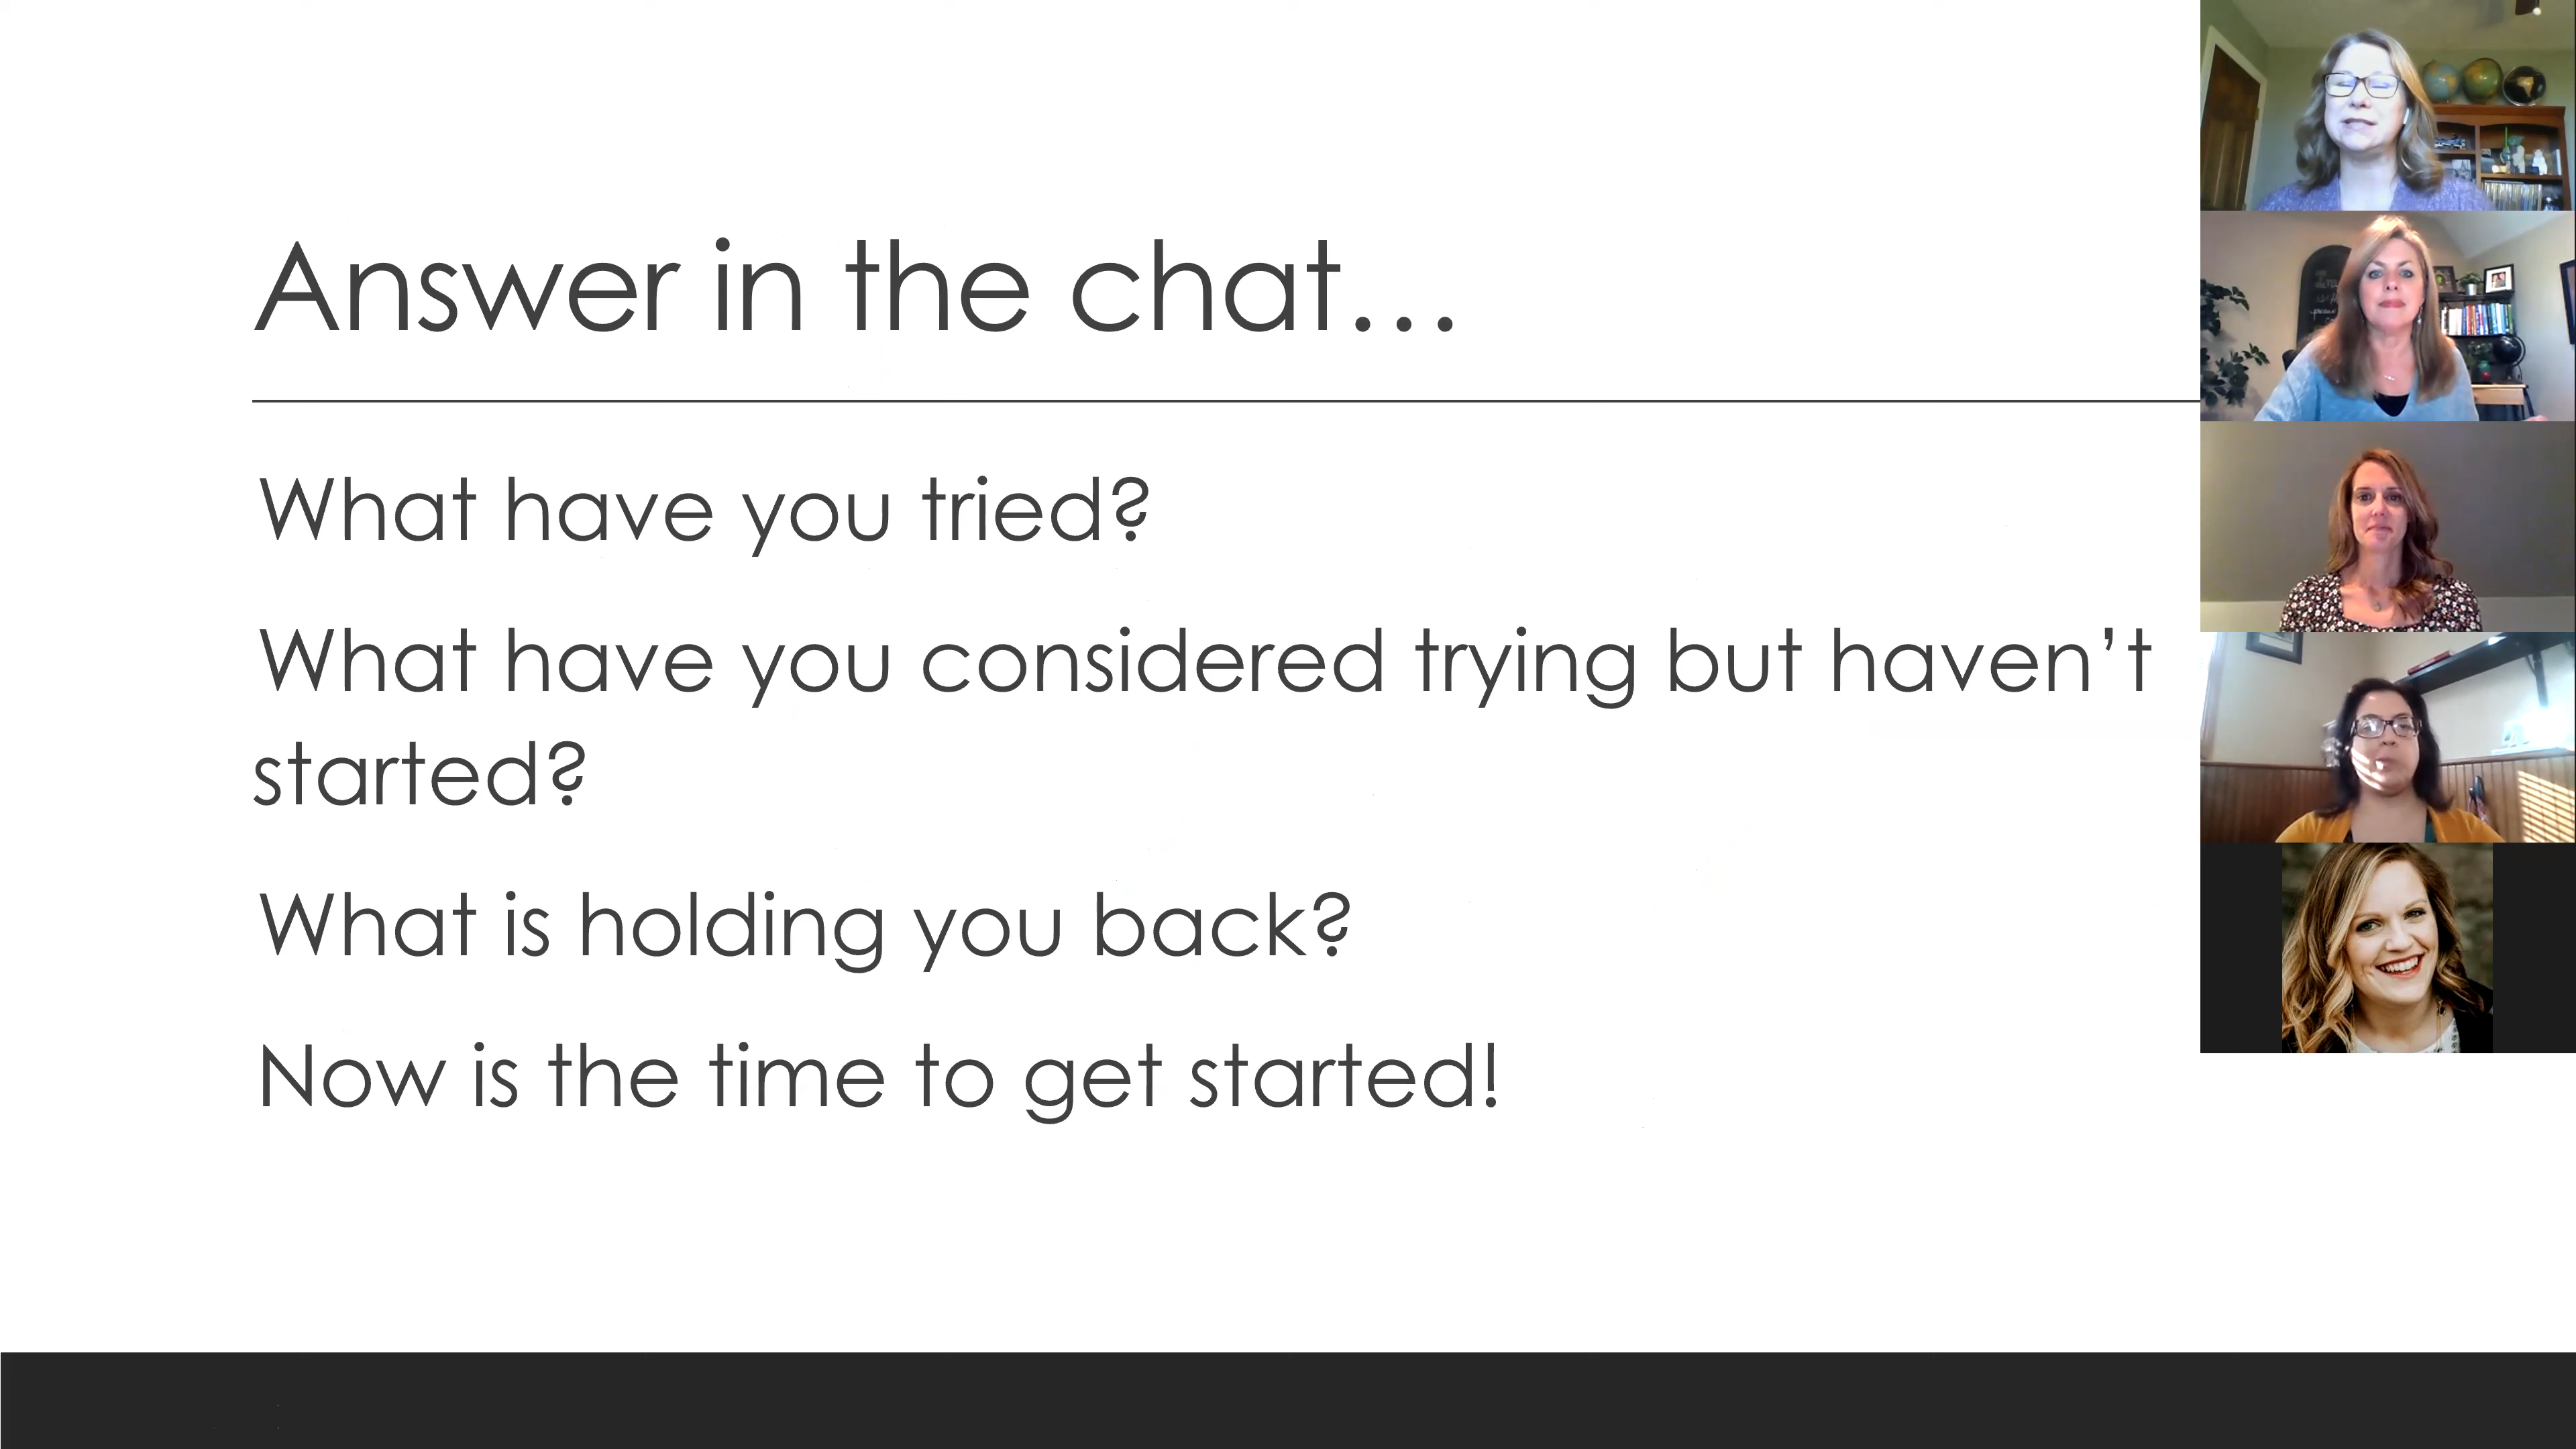 Answer in the chat…
What have you tried?
What have you considered trying but haven’t
started?
What is holding you back?
Now is the time to get started!